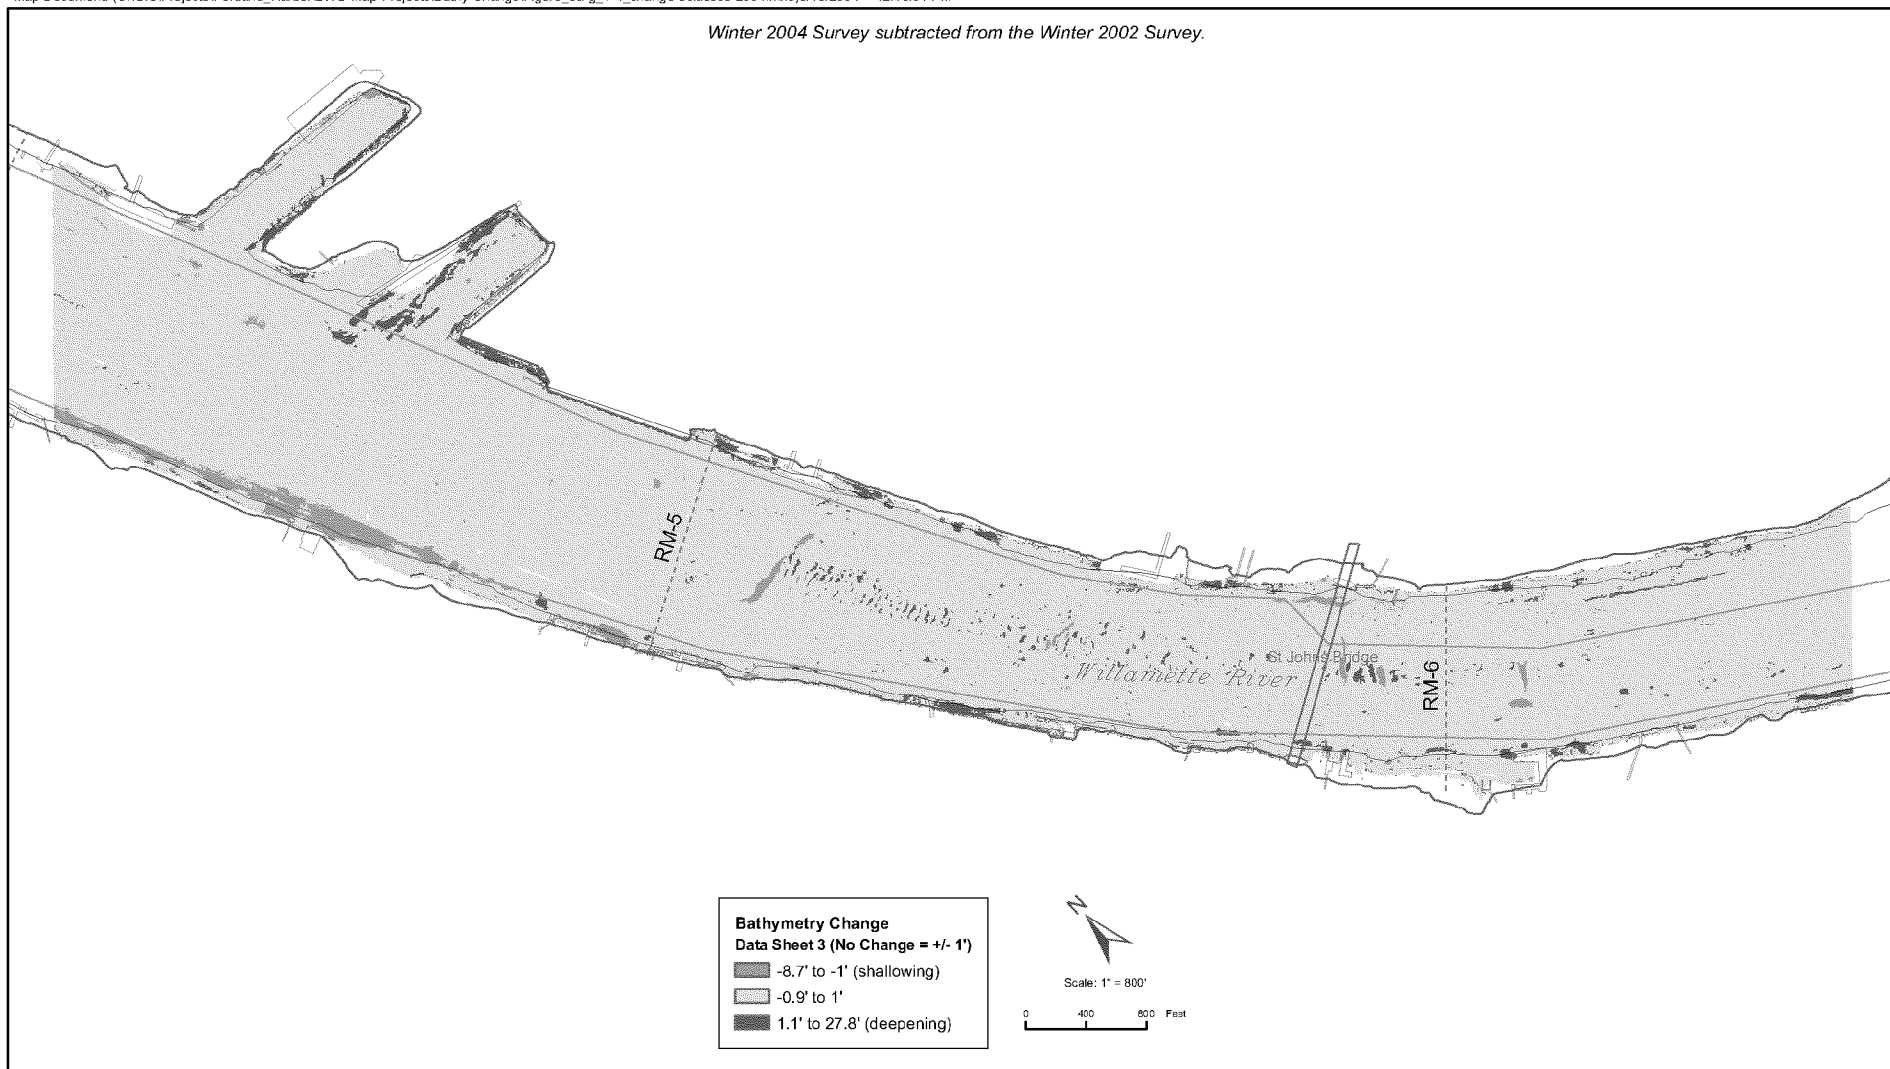 Winter 2004 Survey subtracted from the Winter 2002 Survey.
RM-5
St Johns Bridge
Willamette River
RM-6
Bathymetry Change
Data Sheet 3 (No Change = +/- 1')
-8.7' to -1' (shallowing)
-0.9' to 1'
1.1' to 27.8' (deepening)
N
Scale: 1" = 800'
0 400 800 Feet